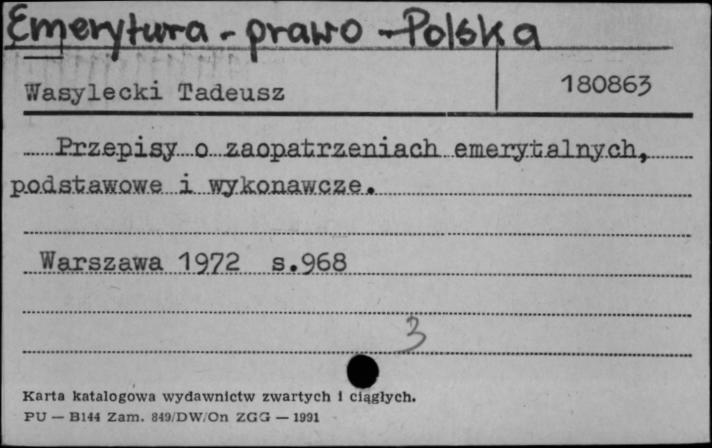 Emerytura - prawo - Polska
Wasylecki Tadeusz
180863
Przepisy o zaopatrzeniach emerytalnych,
podstawowe i wykonawcze.
Warszawa 1972 s.968
3
Karta katalogowa wydawnictw zwartych i ciągłych.
PU — B144 Zam. 849/DW/On ZGG — 1991